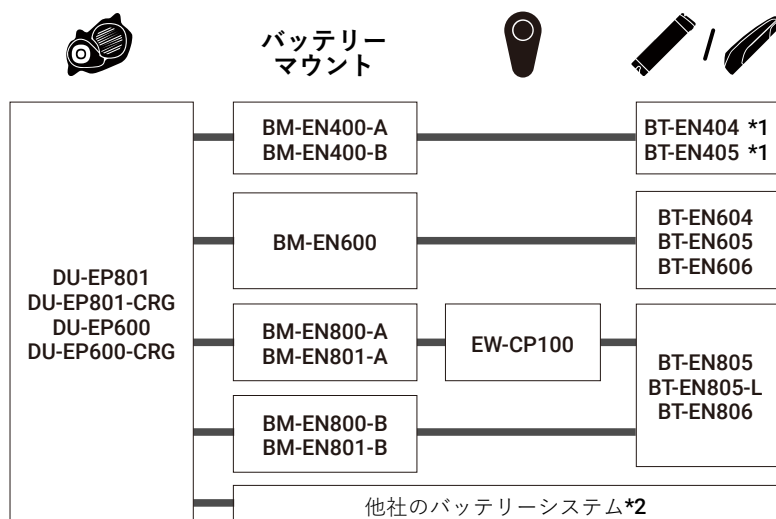 バッテリー
マウント
DU-EP801
DU-EP801-CRG
DU-EP600
DU-EP600-CRG
BM-EN400-A
BM-EN400-B
BT-EN404 *1
BT-EN405 *1
BM-EN600
BT-EN604
BT-EN605
BT-EN606
BM-EN800-A
BM-EN801-A
EW-CP100
BT-EN805
BT-EN805-L
BT-EN806
BM-EN800-B
BM-EN801-B
他社のバッテリーシステム*2